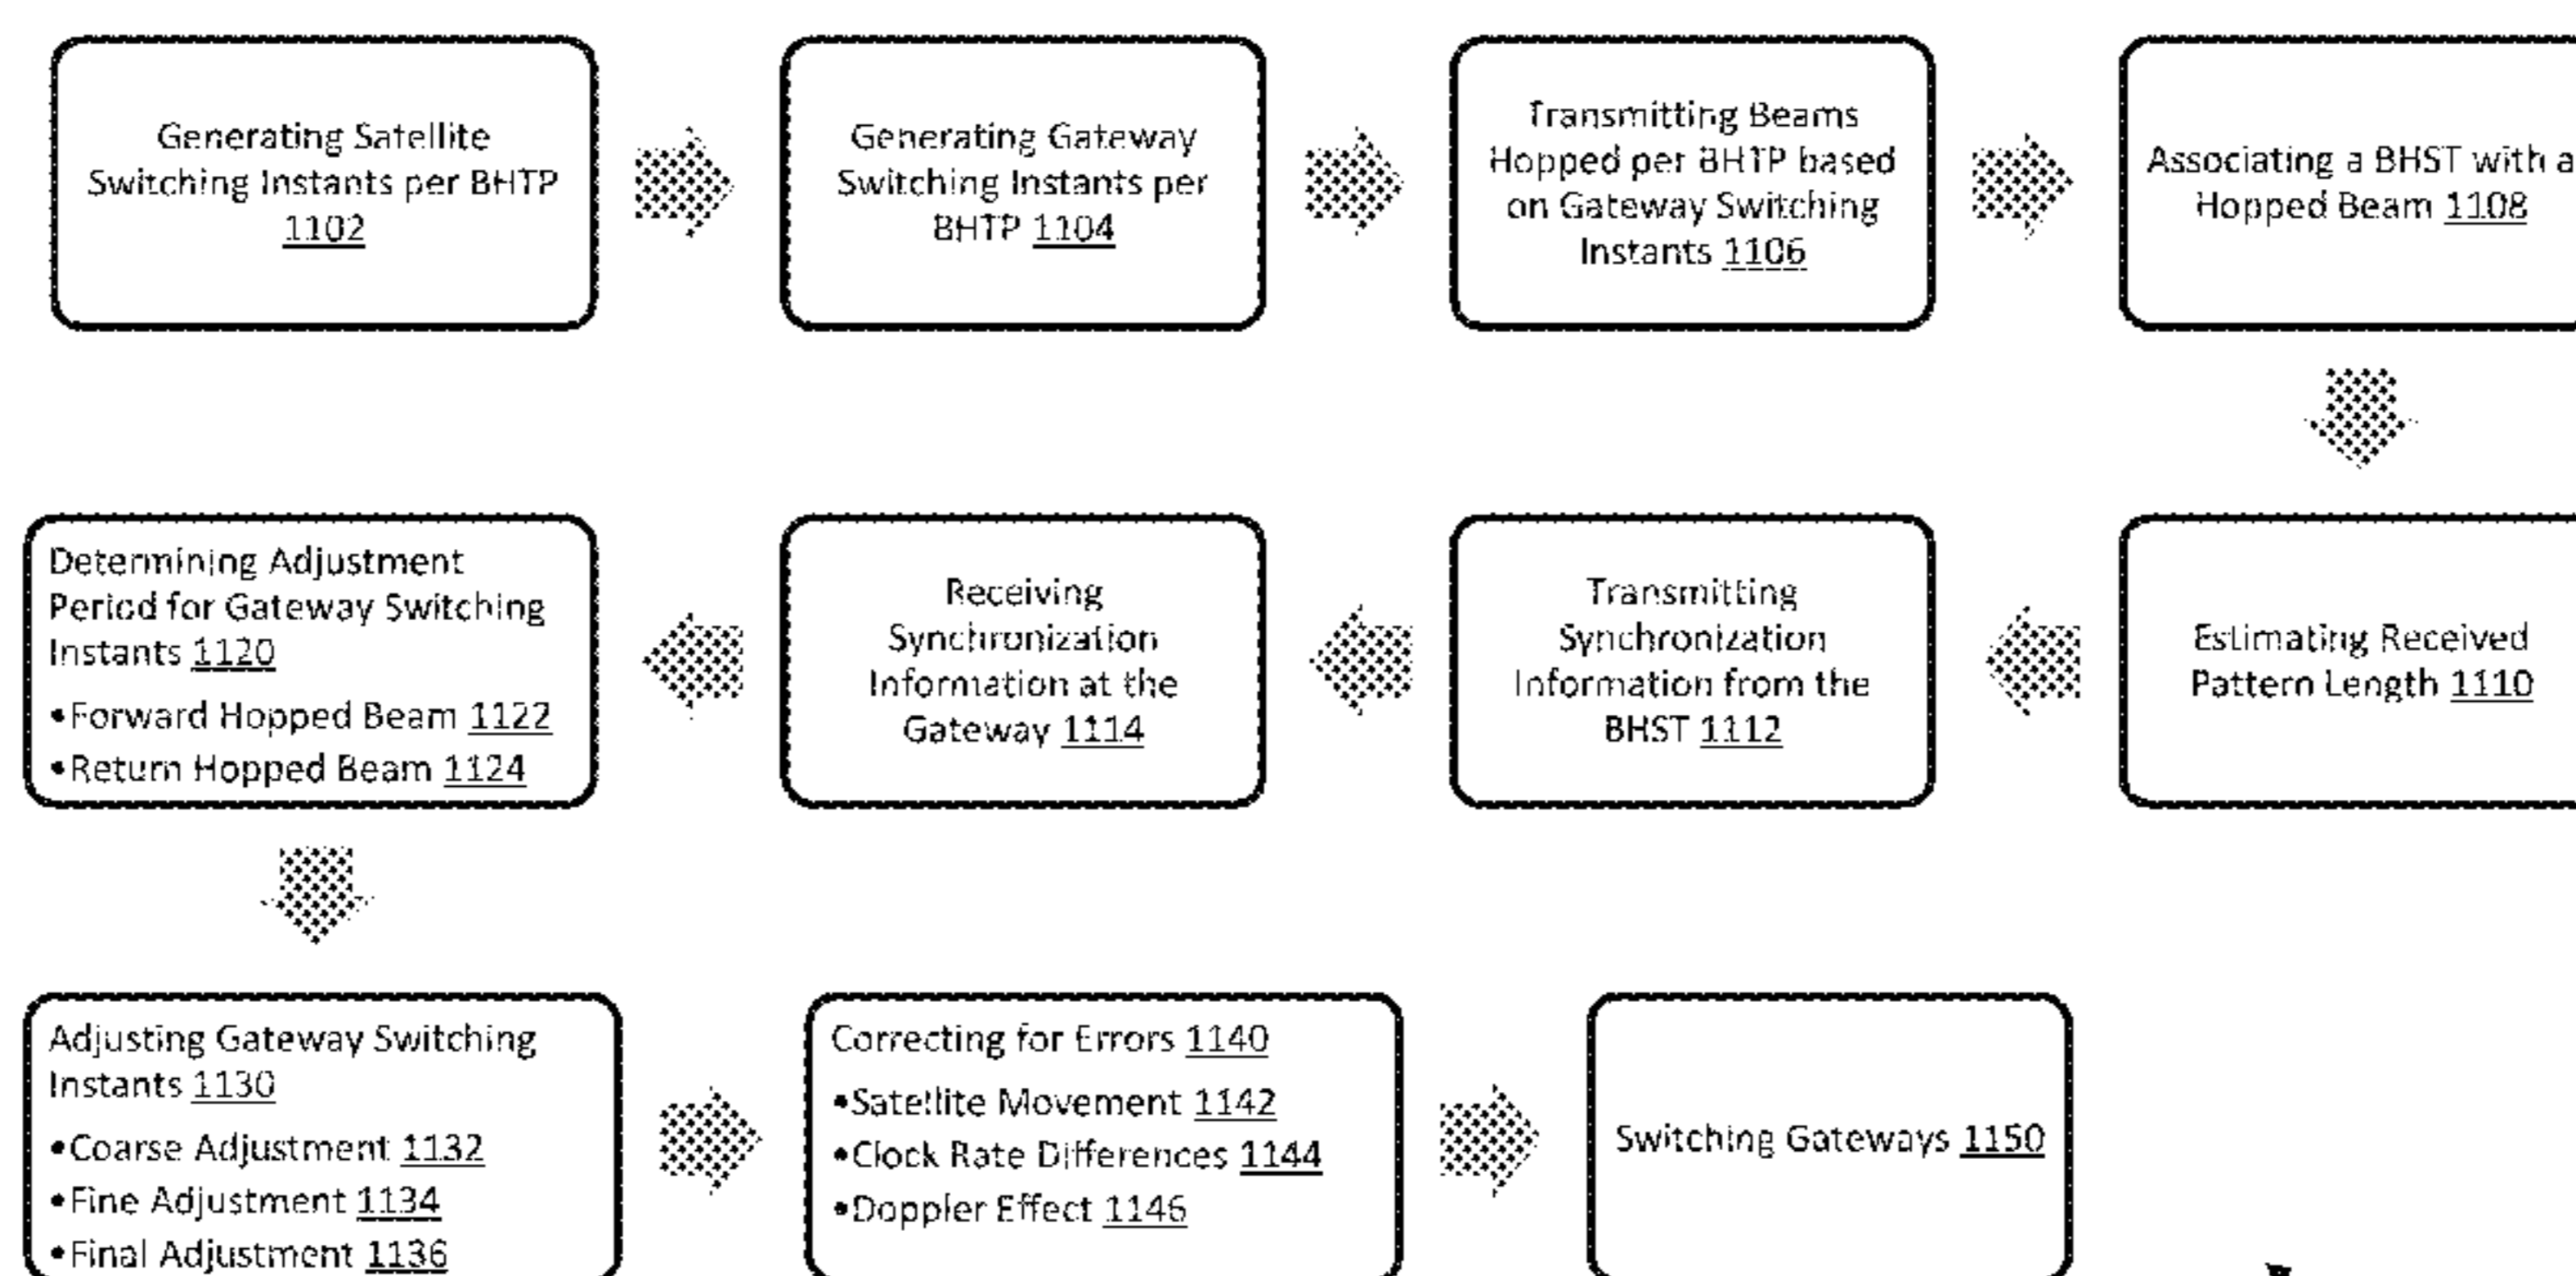 Generating Satellite
Switching Instants per BHTP
1102
Generating Gateway
Switching Instants per
BHTP 1104
Transmitting Beams
Hopped per BHTP based
on Gateway Switching
Instants 1106
Associating a BHST with a
Hopped Beam 1108
Estimating Received
Pattern Length 1110
Transmitting
Synchronization
Information from the
BHST 1112
Receiving
Synchronization
Information at the
Gateway 1114
Determining Adjustment
Period for Gateway Switching
Instants 1120
•Forward Hopped Beam 1122
•Return Hopped Beam 1124
Adjusting Gateway Switching
Instants 1130
•Coarse Adjustment 1132
•Fine Adjustment 1134
•Final Adjustment 1136
Correcting for Errors 1140
•Satellite Movement 1142
•Clock Rate Differences 1144
•Doppler Effect 1146
Switching Gateways 1150